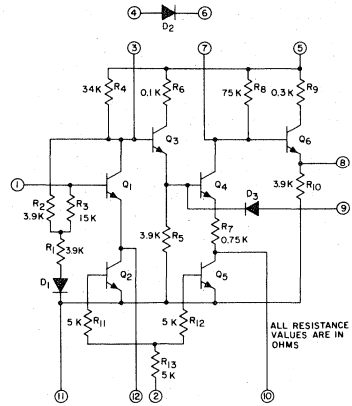 4 6
D2
3 7 5
34K R4 0.1K R6 75K R8 0.3K R9
Q3 Q6
8
1 Q1 Q4 D3 3.9K R10
9
R2 3.9K R3 15K
R7 0.75K
R1 3.9K 3.9K R5
D1 Q2 Q5
R11 5K 5K R12
ALL RESISTANCE
VALUES ARE IN
OHMS
R13
5K
11 12 2 10